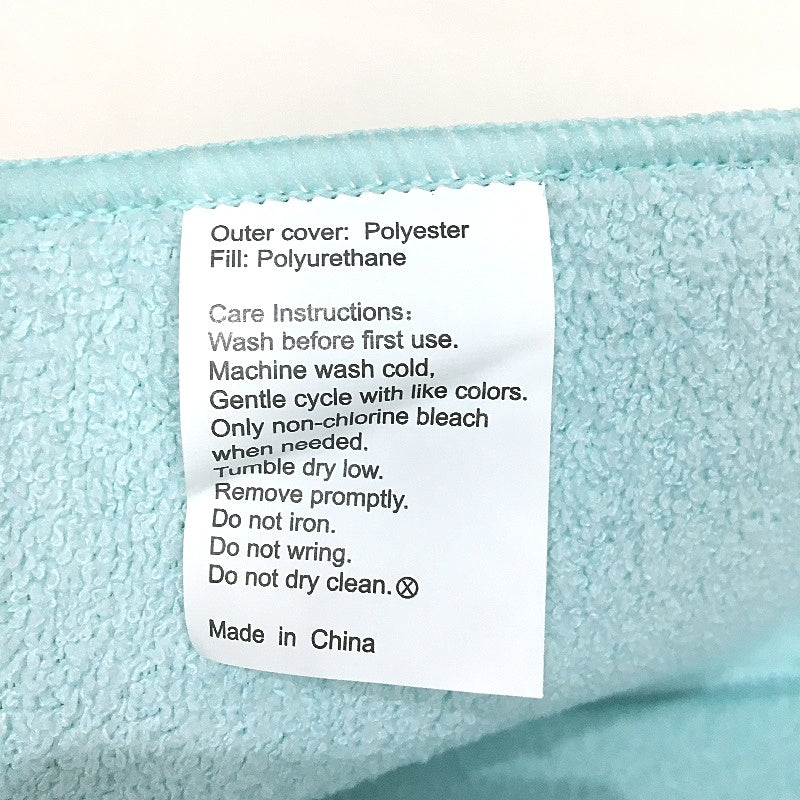 Outer cover: Polyester
Fill: Polyurethane
Care Instructions:
Wash before first use.
Machine wash cold,
Gentle cycle with like colors.
Only non-chlorine bleach
when needed.
Tumble dry low.
Remove promptly.
Do not iron.
Do not wring.
Do not dry clean.Ⓧ
Made in China